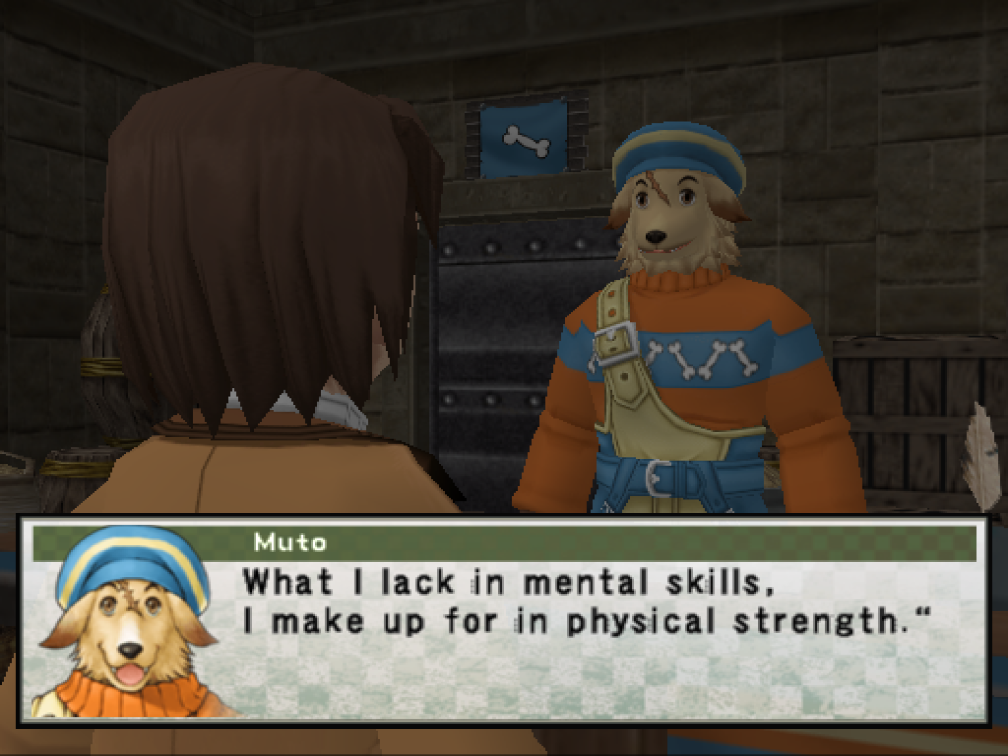 Muto
What I lack in mental skills,
I make up for in physical strength.“